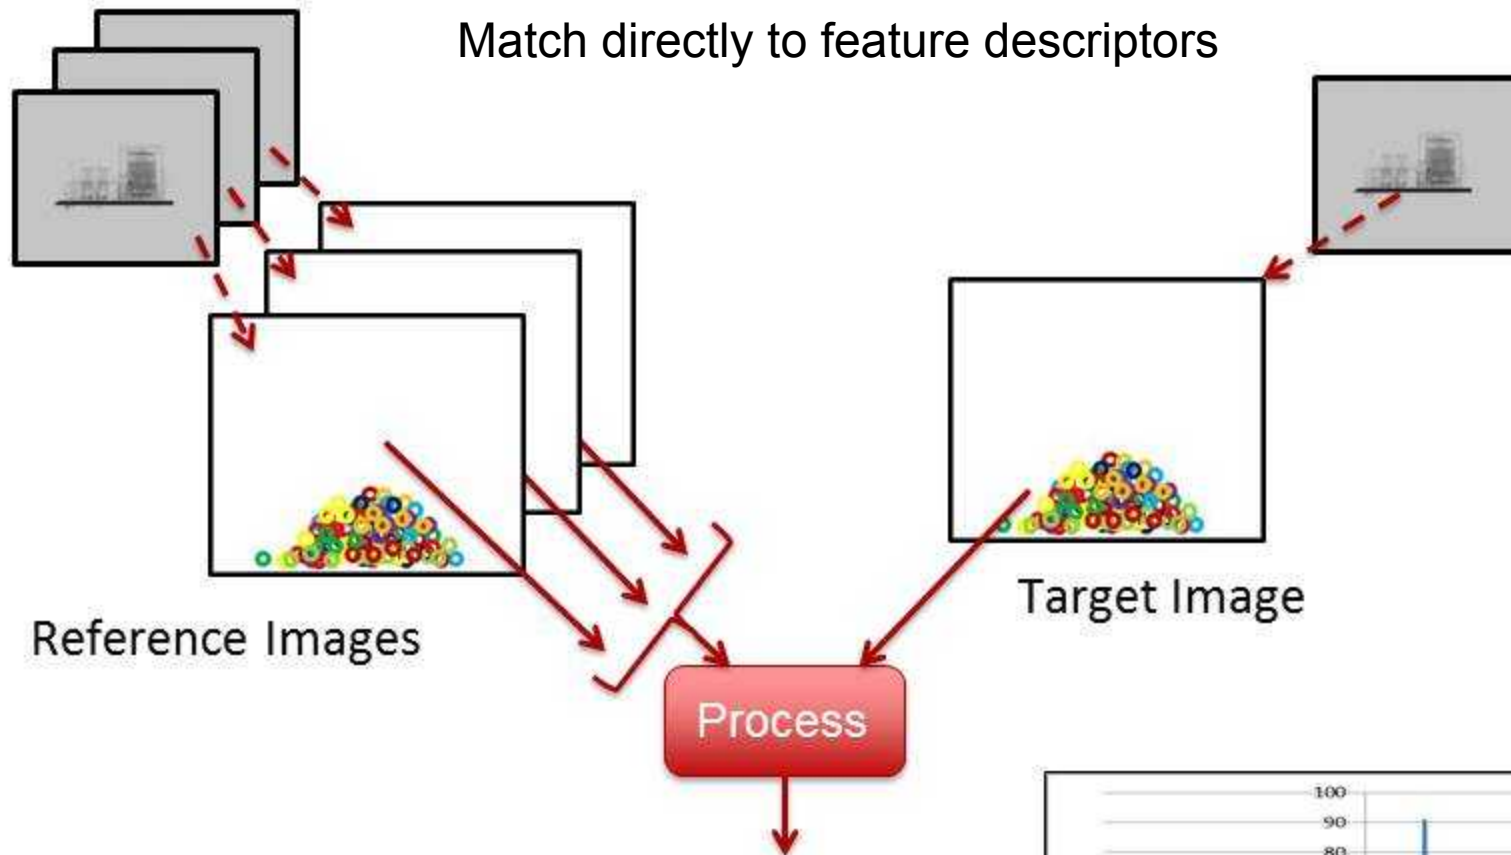 Match directly to feature descriptors
Reference Images
Target Image
Process
100
90
80